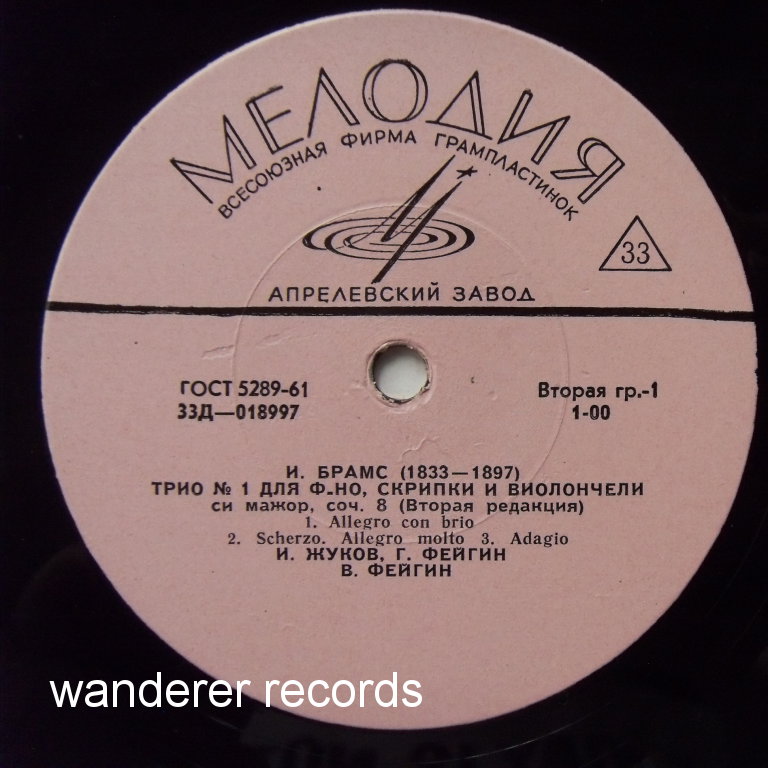 МЕЛОДИЯ
ВСЕСОЮЗНАЯ ФИРМА ГРАМПЛАСТИНОК
33
АПРЕЛЕВСКИЙ ЗАВОД
ГОСТ 5289-61
Вторая гр.-1
33Д—018997
1-00
И. БРАМС (1833—1897)
ТРИО № 1 ДЛЯ Ф-НО, СКРИПКИ И ВИОЛОНЧЕЛИ
си мажор, соч. 8 (Вторая редакция)
1. Allegro con brio
2. Scherzo. Allegro molto 3. Adagio
И. ЖУКОВ, Г. ФЕЙГИН
В. ФЕЙГИН
wanderer records